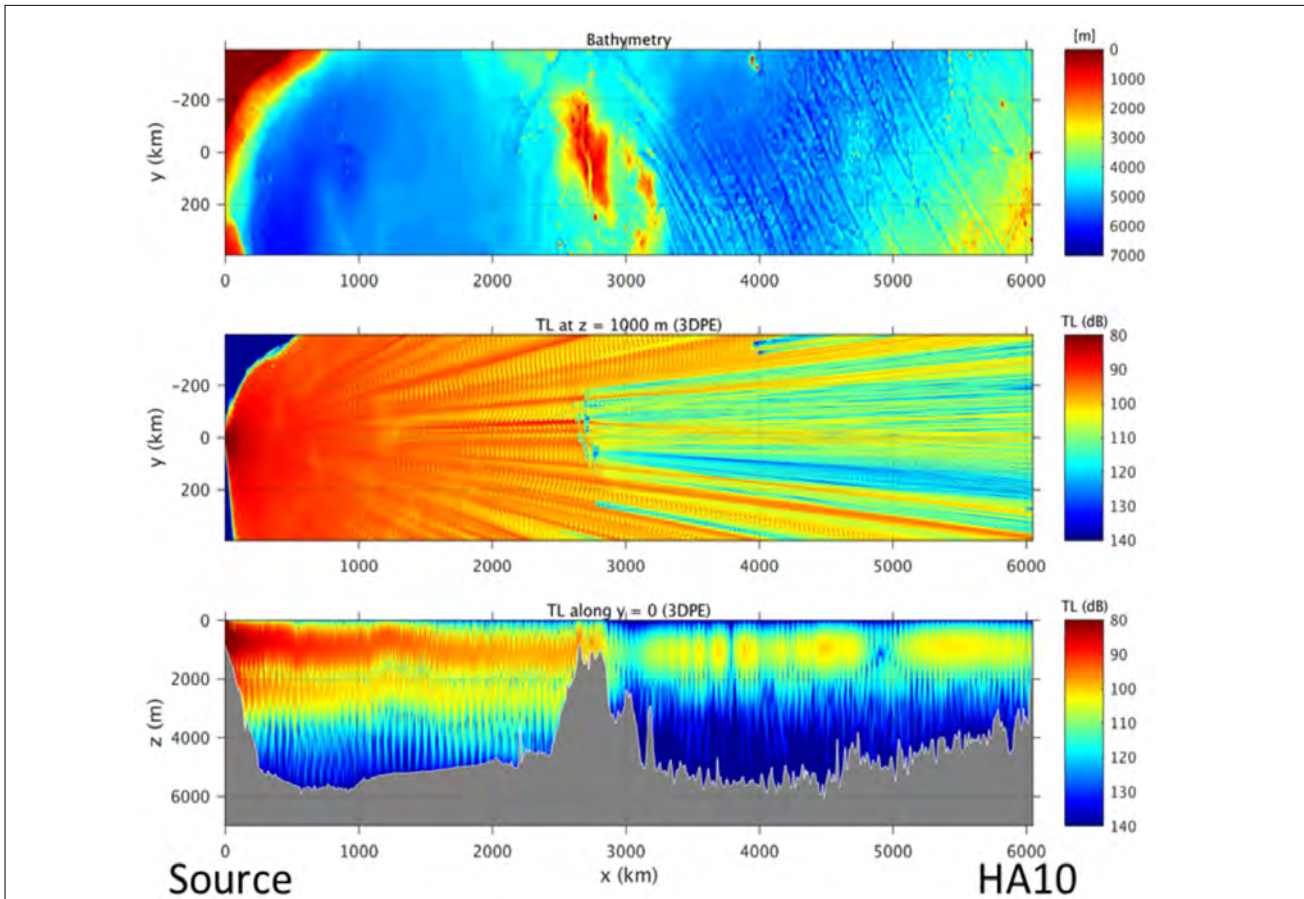 Bathymetry
[m]
y (km)
-200
0
200
0
1000
2000
3000
4000
5000
6000
7000
0 1000 2000 3000 4000 5000 6000
TL at z = 1000 m (3DPE)
TL (dB)
y (km)
-200
0
200
80
90
100
110
120
130
140
1000 2000 3000 4000 5000 6000
TL along y = 0 (3DPE)
TL (dB)
z (m)
0
2000
4000
6000
80
90
100
110
120
130
140
0 1000 2000 3000 4000 5000 6000
x (km)
Source HA10